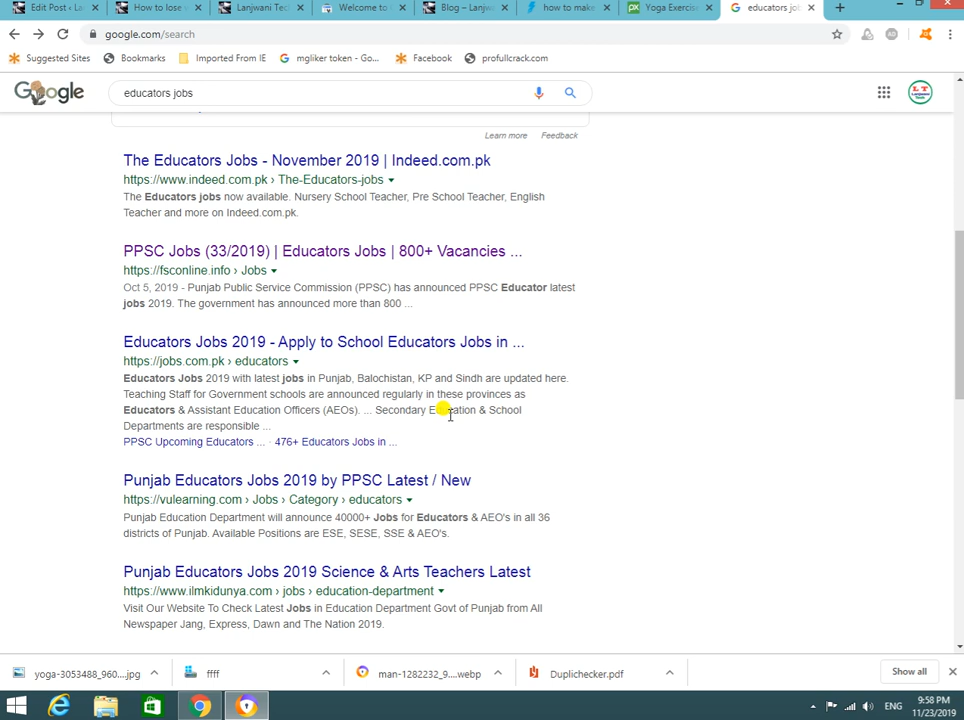 Edit Post ‹ La
How to lose w
Lanjwani Tec
Welcome to
Blog – Lanjw
how to make
Yoga Exercise
educators job
google.com/search
Suggested Sites
Bookmarks
Imported From IE
mgliker token - Go...
Facebook
profullcrack.com
Google
educators jobs
LT
Learn more
Feedback
The Educators Jobs - November 2019 | Indeed.com.pk
https://www.indeed.com.pk › The-Educators-jobs
The Educators jobs now available. Nursery School Teacher, Pre School Teacher, English
Teacher and more on Indeed.com.pk.
PPSC Jobs (33/2019) | Educators Jobs | 800+ Vacancies ...
https://fsconline.info › Jobs
Oct 5, 2019 - Punjab Public Service Commission (PPSC) has announced PPSC Educator latest
jobs 2019. The government has announced more than 800 ...
Educators Jobs 2019 - Apply to School Educators Jobs in ...
https://jobs.com.pk › educators
Educators Jobs 2019 with latest jobs in Punjab, Balochistan, KP and Sindh are updated here.
Teaching Staff for Government schools are announced regularly in these provinces as
Educators & Assistant Education Officers (AEOs). ... Secondary Education & School
Departments are responsible ...
PPSC Upcoming Educators ... · 476+ Educators Jobs in ...
Punjab Educators Jobs 2019 by PPSC Latest / New
https://vulearning.com › Jobs › Category › educators
Punjab Education Department will announce 40000+ Jobs for Educators & AEO's in all 36
districts of Punjab. Available Positions are ESE, SESE, SSE & AEO's.
Punjab Educators Jobs 2019 Science & Arts Teachers Latest
https://www.ilmkidunya.com › jobs › education-department
Visit Our Website To Check Latest Jobs in Education Department Govt of Punjab from All
Newspaper Jang, Express, Dawn and The Nation 2019.
yoga-3053488_960....jpg
ffff
man-1282232_9....webp
Duplichecker.pdf
Show all
ENG
9:58 PM
11/23/2019